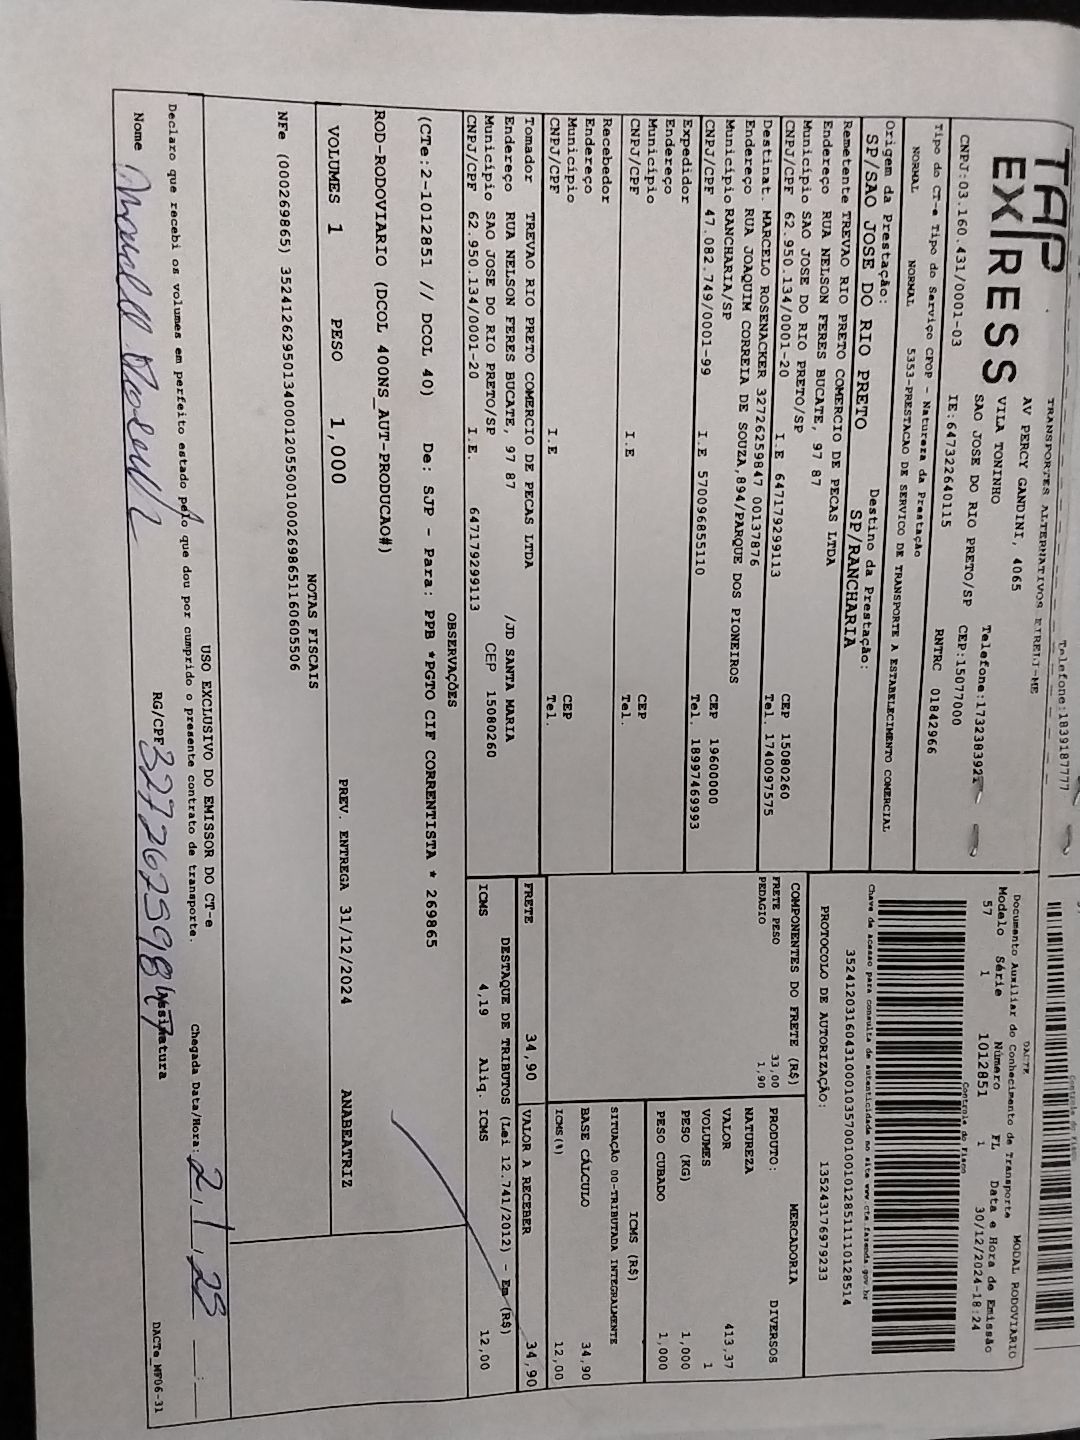 Telefone:1839187777
TRANSPORTES ALTERNATIVOS EIRELI-ME
TAP EXPRESS
AV PERCY GANDINI, 4065
VILA TONINHO
SAO JOSE DO RIO PRETO/SP
CEP:15077000
CNPJ:03.160.431/0001-03 IE:647322640115
RNTRC 01842966
Tipo do CT-e Tipo do Serviço CFOP - Natureza da Prestação
NORMAL NORMAL 5353-PRESTACAO DE SERVICO DE TRANSPORTE A ESTABELECIMENTO COMERCIAL
Origem da Prestação: Destino da Prestação:
SP/SAO JOSE DO RIO PRETO SP/RANCHARIA
Remetente TREVAO RIO PRETO COMERCIO DE PECAS LTDA
Endereço RUA NELSON FERES BUCATE, 97 87
Município SAO JOSE DO RIO PRETO/SP CEP 15080260
CNPJ/CPF 62.950.134/0001-20 I.E 647179299113 Tel. 1740097575
Destinat. MARCELO ROSENACKER 32726259847 00137876
Endereço RUA JOAQUIM CORREIA DE SOUZA,894/PARQUE DOS PIONEIROS
Município RANCHARIA/SP CEP 19600000
CNPJ/CPF 47.082.749/0001-99 I.E 570096855110 Tel. 18997469993
Expedidor
Endereço
Município CEP
CNPJ/CPF I.E Tel.
Recebedor
Endereço
Município CEP
CNPJ/CPF I.E Tel.
Tomador TREVAO RIO PRETO COMERCIO DE PECAS LTDA
Endereço RUA NELSON FERES BUCATE, 97 87 /JD SANTA MARIA
Município SAO JOSE DO RIO PRETO/SP CEP 15080260
CNPJ/CPF 62.950.134/0001-20 I.E. 647179299113
Controle do Fisco
DACTE
Documento Auxiliar do Conhecimento de Transporte MODAL RODOVIARIO
Modelo Série Número FL Data e Hora de Emissão
57 1 1012851 1 30/12/2024-18:24
Controle do Fisco
Chave de acesso para consulta de autenticidade no site www.cte.fazenda.gov.br
PROTOCOLO DE AUTORIZAÇÃO: 135243176979233
COMPONENTES DO FRETE (R$)
FRETE PESO 33,00
PEDAGIO 1,90
PRODUTO: MERCADORIA
NATUREZA DIVERSOS
VALOR 413,37
VOLUMES 1
PESO (KG) 1,000
PESO CUBADO 1,000
ICMS (R$)
SITUAÇÃO 00-TRIBUTADA INTEGRALMENTE
BASE CÁLCULO 34,90
ICMS(%) 12,00
FRETE 34,90 VALOR A RECEBER 34,90
DESTAQUE DE TRIBUTOS (Lei 12.741/2012) - Em (R$)
ICMS 4,19 Aliq. ICMS 12,00
OBSERVAÇÕES
(CTe:2-1012851 // DCOL 40) De: SJP - Para: PPB *PGTO CIF CORRENTISTA * 269865
ROD-RODOVIARIO (DCOL 400NS_AUT-PRODUCAO#)
VOLUMES 1 PESO 1,000 PREV. ENTREGA 31/12/2024 ANABEATRIZ
NOTAS FISCAIS
NFe (000269865) 35241262950134000120550010002698651160605506
USO EXCLUSIVO DO EMISSOR DO CT-e
Declaro que recebi os volumes em perfeito estado pelo que dou por cumprido o presente contrato de transporte.
Chegada Data/Hora:
Nome RG/CPF Assinatura
DACTe_MF06-31